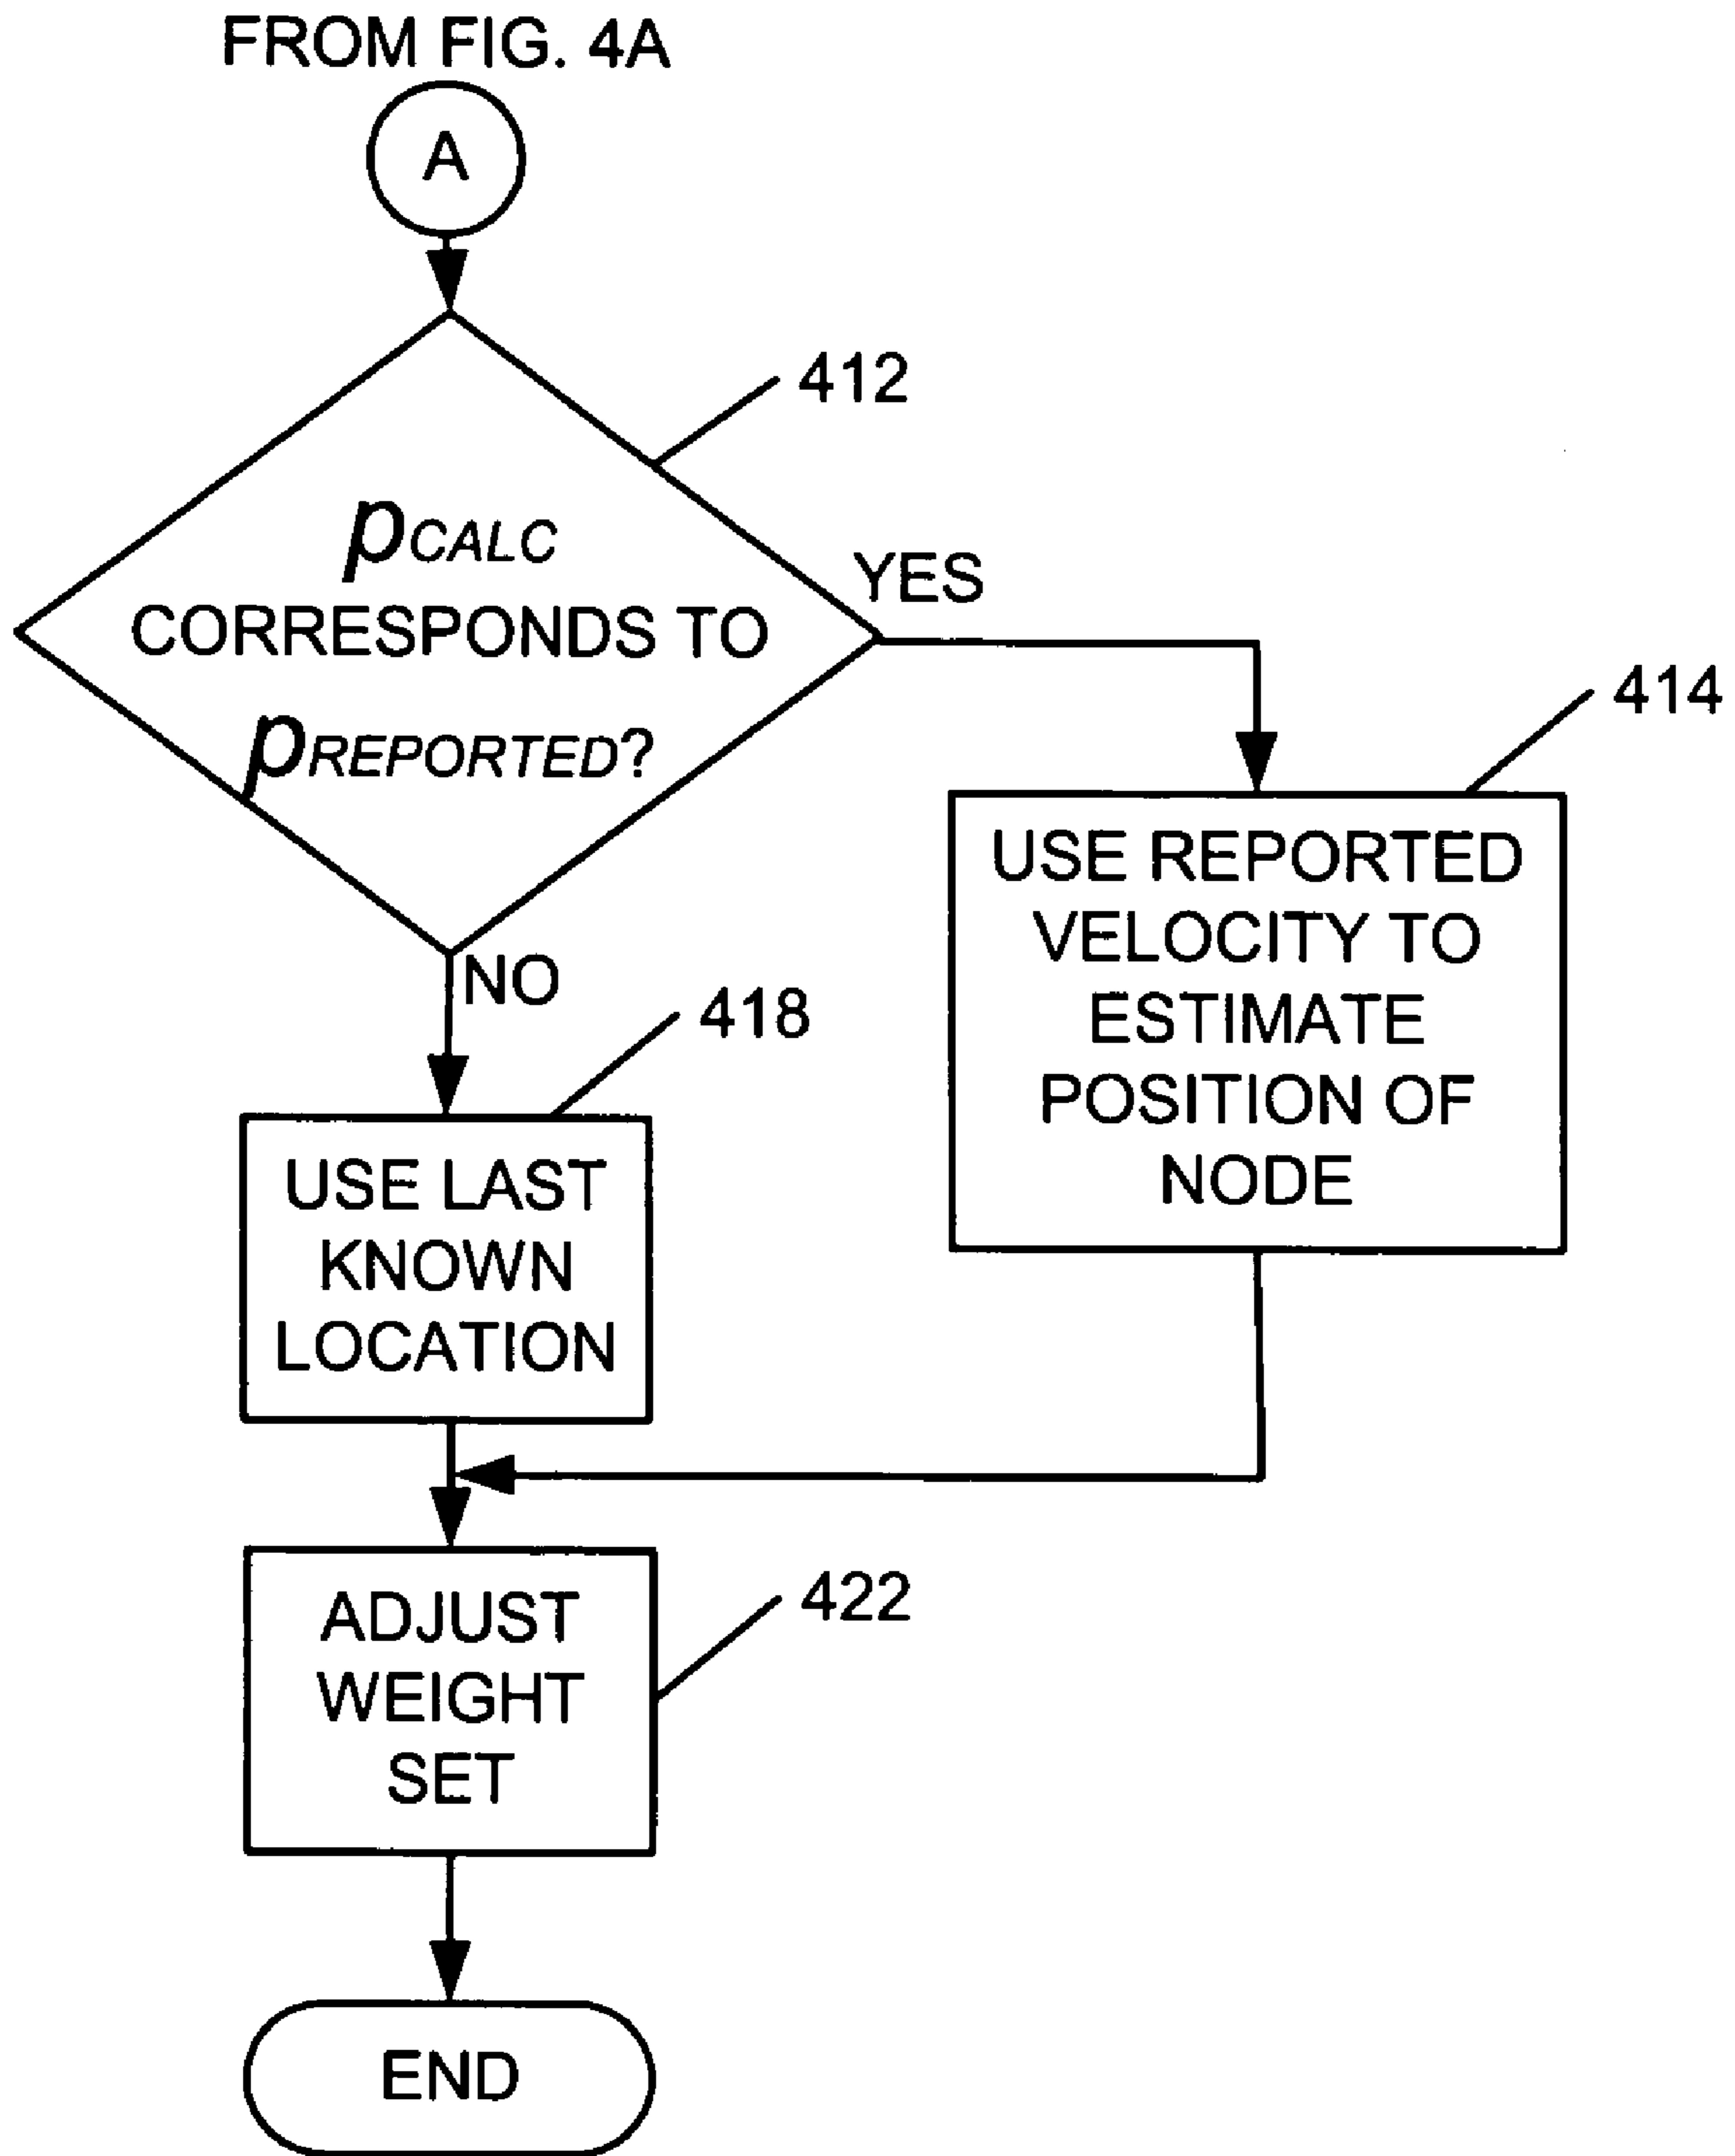 FROM FIG. 4A
A
412
pCALC
CORRESPONDS TO
pREPORTED?
YES
414
USE REPORTED
VELOCITY TO
ESTIMATE
POSITION OF
NODE
NO
418
USE LAST
KNOWN
LOCATION
422
ADJUST
WEIGHT
SET
END